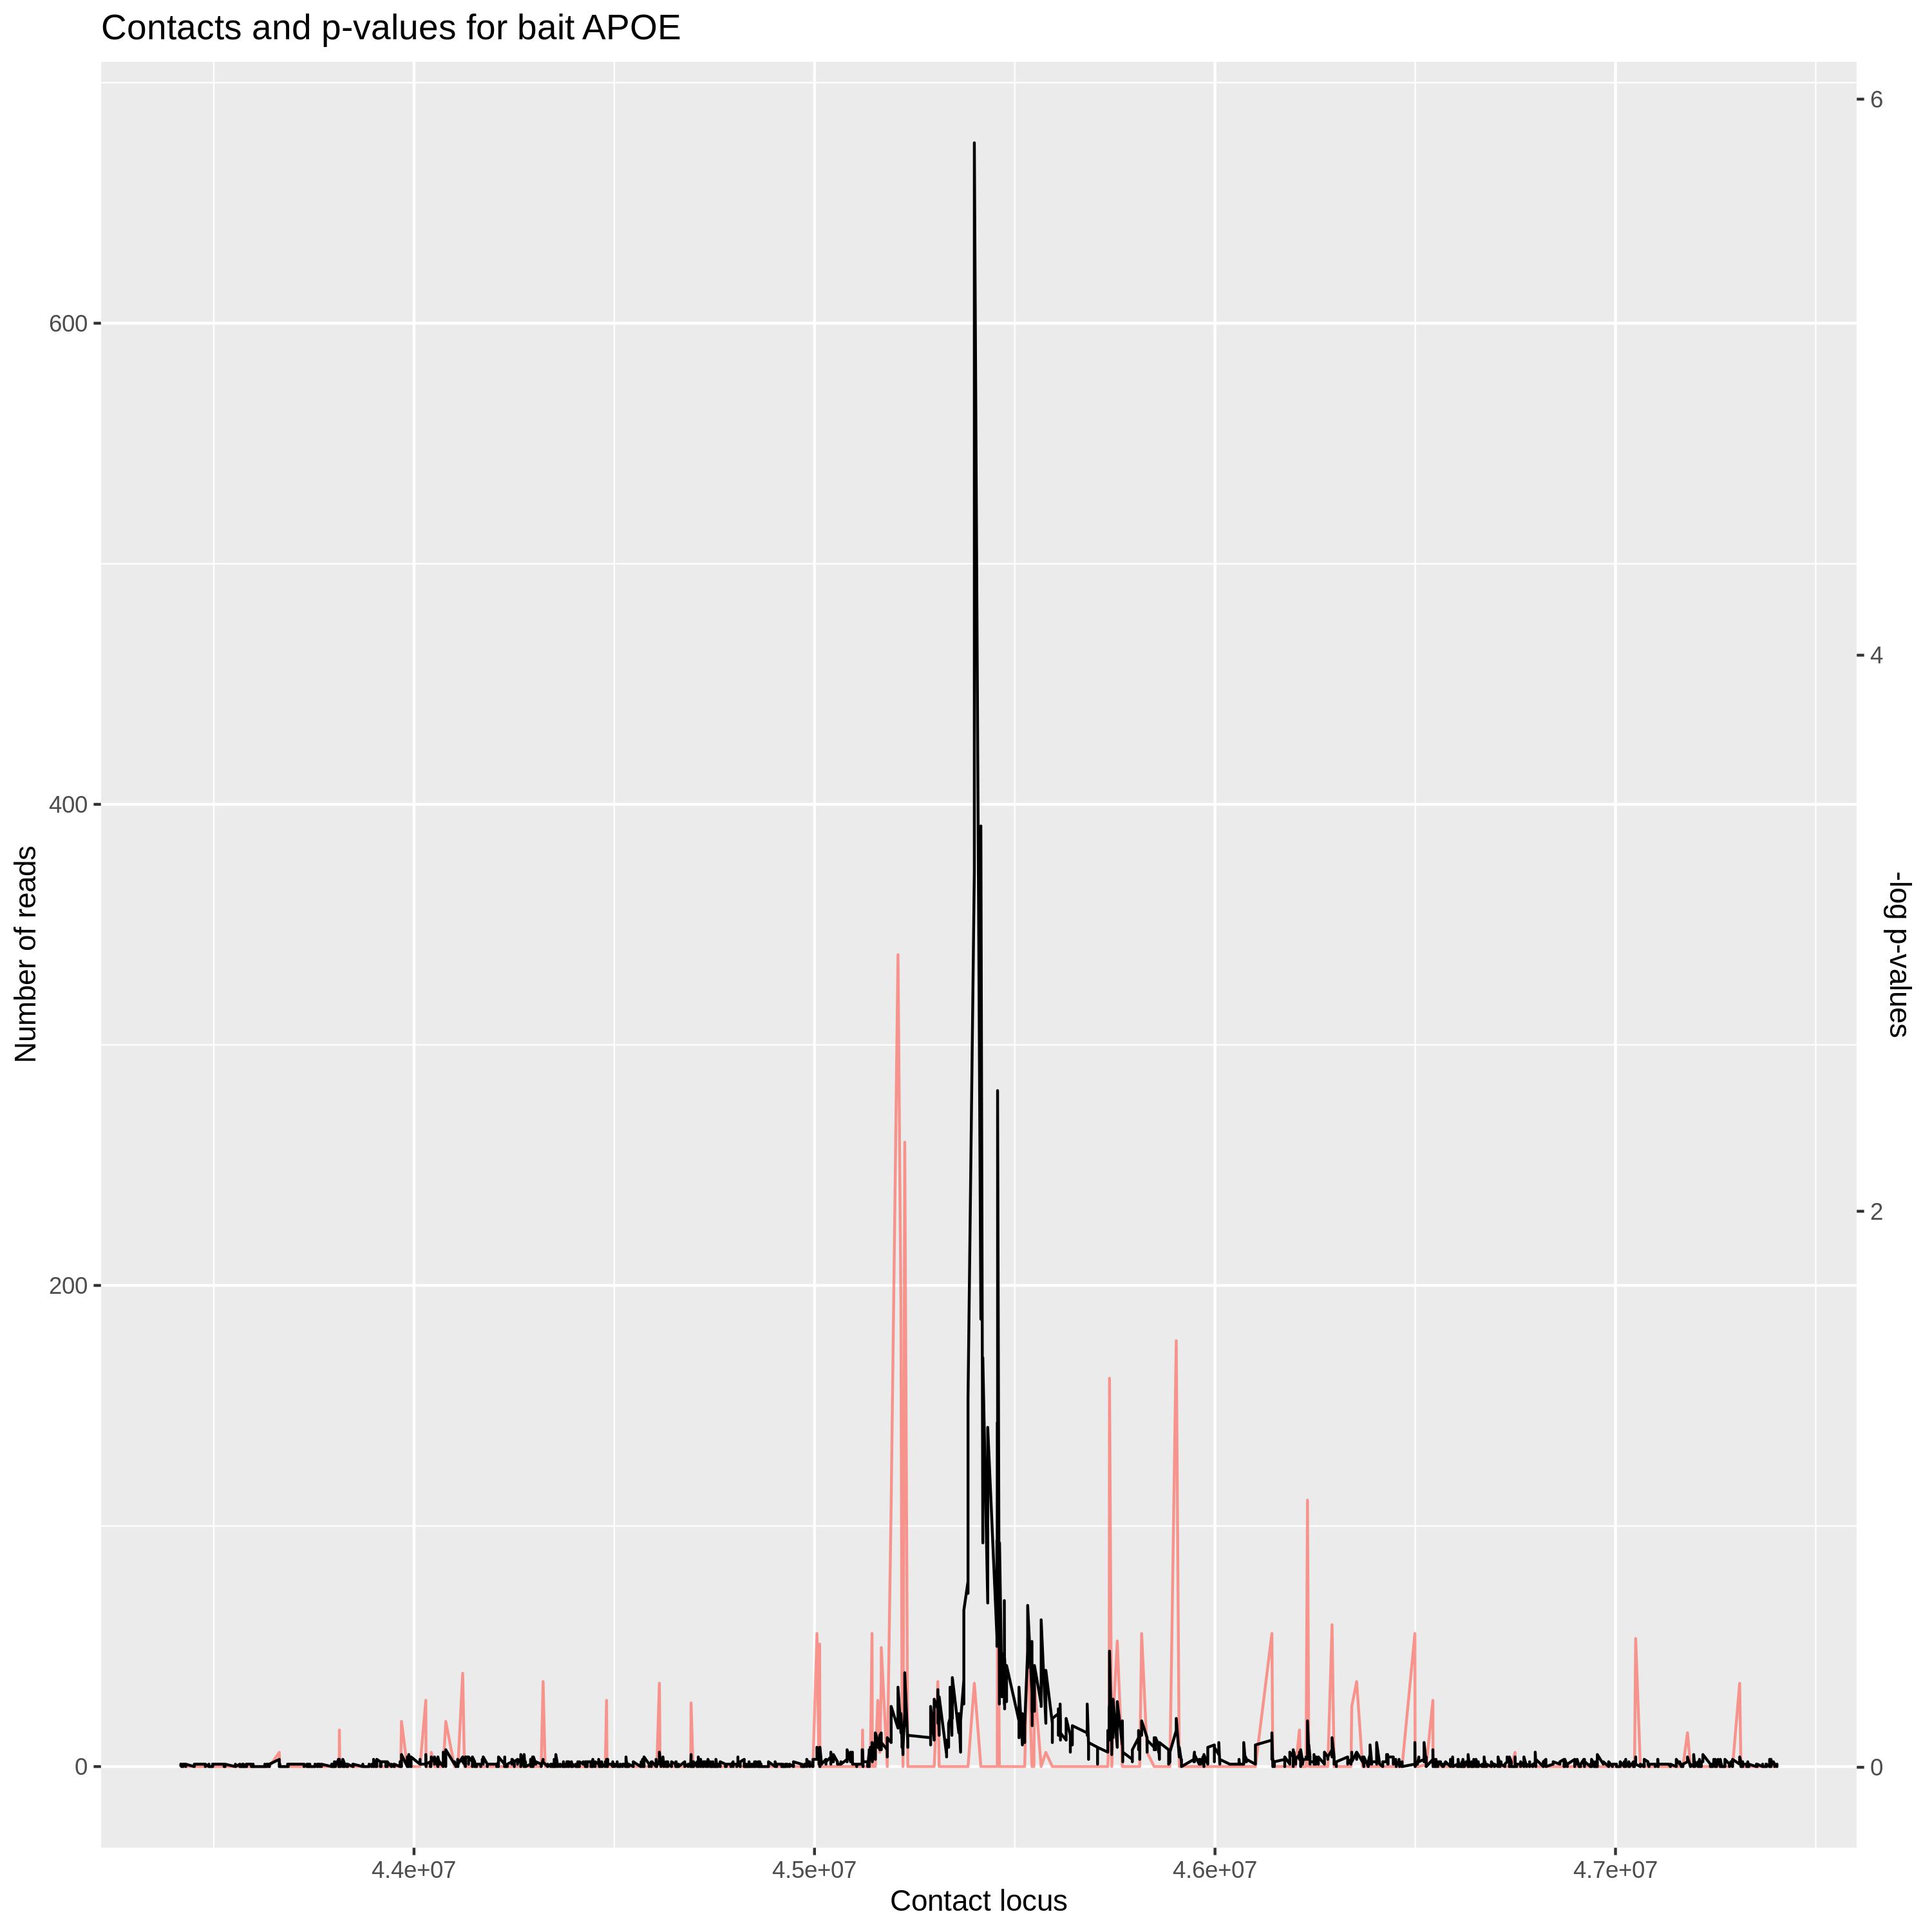 Contacts and p-values for bait APOE
6
600
4
400
Number of reads
-log p-values
2
200
0
0
4.4e+07
4.5e+07
4.6e+07
4.7e+07
Contact locus